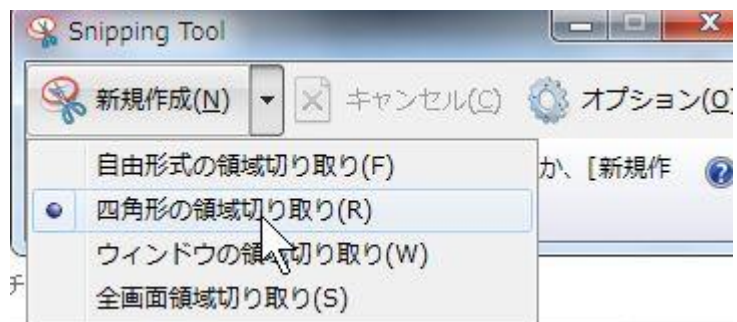 Snipping Tool
新規作成(N) キャンセル(C) オプション(O)
自由形式の領域切り取り(F)
か、[新規作
四角形の領域切り取り(R)
ウィンドウの領域切り取り(W)
全画面領域切り取り(S)
チ